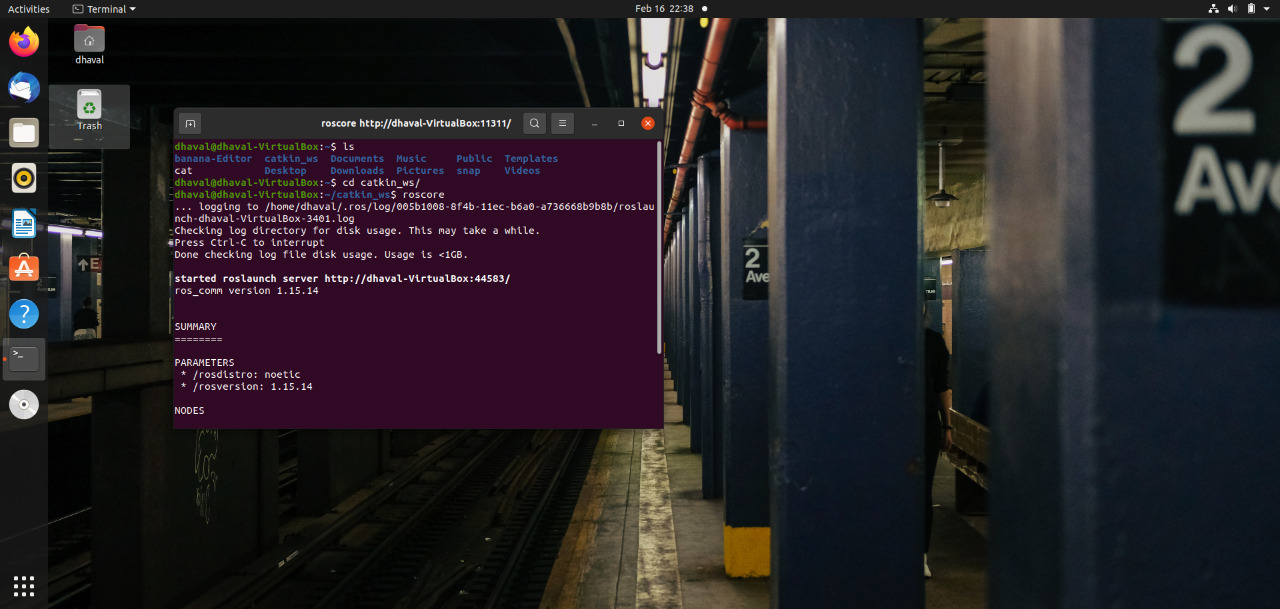 Activities
Terminal
Feb 16 22:38
dhaval
Trash
roscore http://dhaval-VirtualBox:11311/
dhaval@dhaval-VirtualBox:~$ ls
banana-Editor catkin_ws Documents Music Public Templates
cat Desktop Downloads Pictures snap Videos
dhaval@dhaval-VirtualBox:~$ cd catkin_ws/
dhaval@dhaval-VirtualBox:~/catkin_ws$ roscore
... logging to /home/dhaval/.ros/log/005b1008-8f4b-11ec-b6a0-a736668b9b8b/roslau
nch-dhaval-VirtualBox-3401.log
Checking log directory for disk usage. This may take a while.
Press Ctrl-C to interrupt
Done checking log file disk usage. Usage is <1GB.
started roslaunch server http://dhaval-VirtualBox:44583/
ros_comm version 1.15.14
SUMMARY
========
PARAMETERS
* /rosdistro: noetic
* /rosversion: 1.15.14
NODES
2
Ave
2
Av